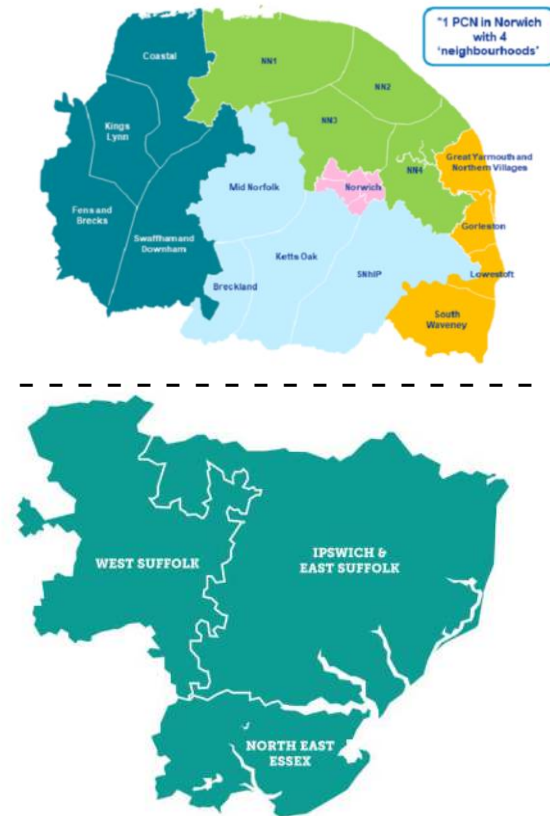 "1 PCN in Norwich
with 4
'neighbourhoods'
Coastal
NN1
NN2
Kings
Lynn
NN3
Great Yarmouth and
Northern Villages
NN4
Mid Norfolk
Norwich
Fens and
Brecks
Gorleston
Swaffham and
Downham
Ketts Oak
Lowestoft
SNhIP
Breckland
South
Waveney
WEST SUFFOLK
IPSWICH &
EAST SUFFOLK
NORTH EAST
ESSEX